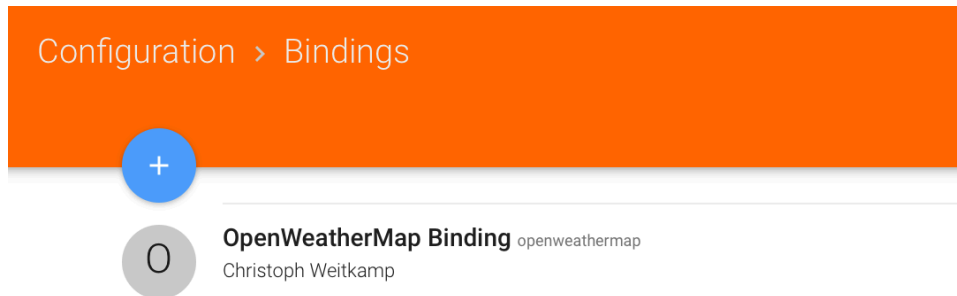 Configuration > Bindings
+
O
OpenWeatherMap Binding openweathermap
Christoph Weitkamp